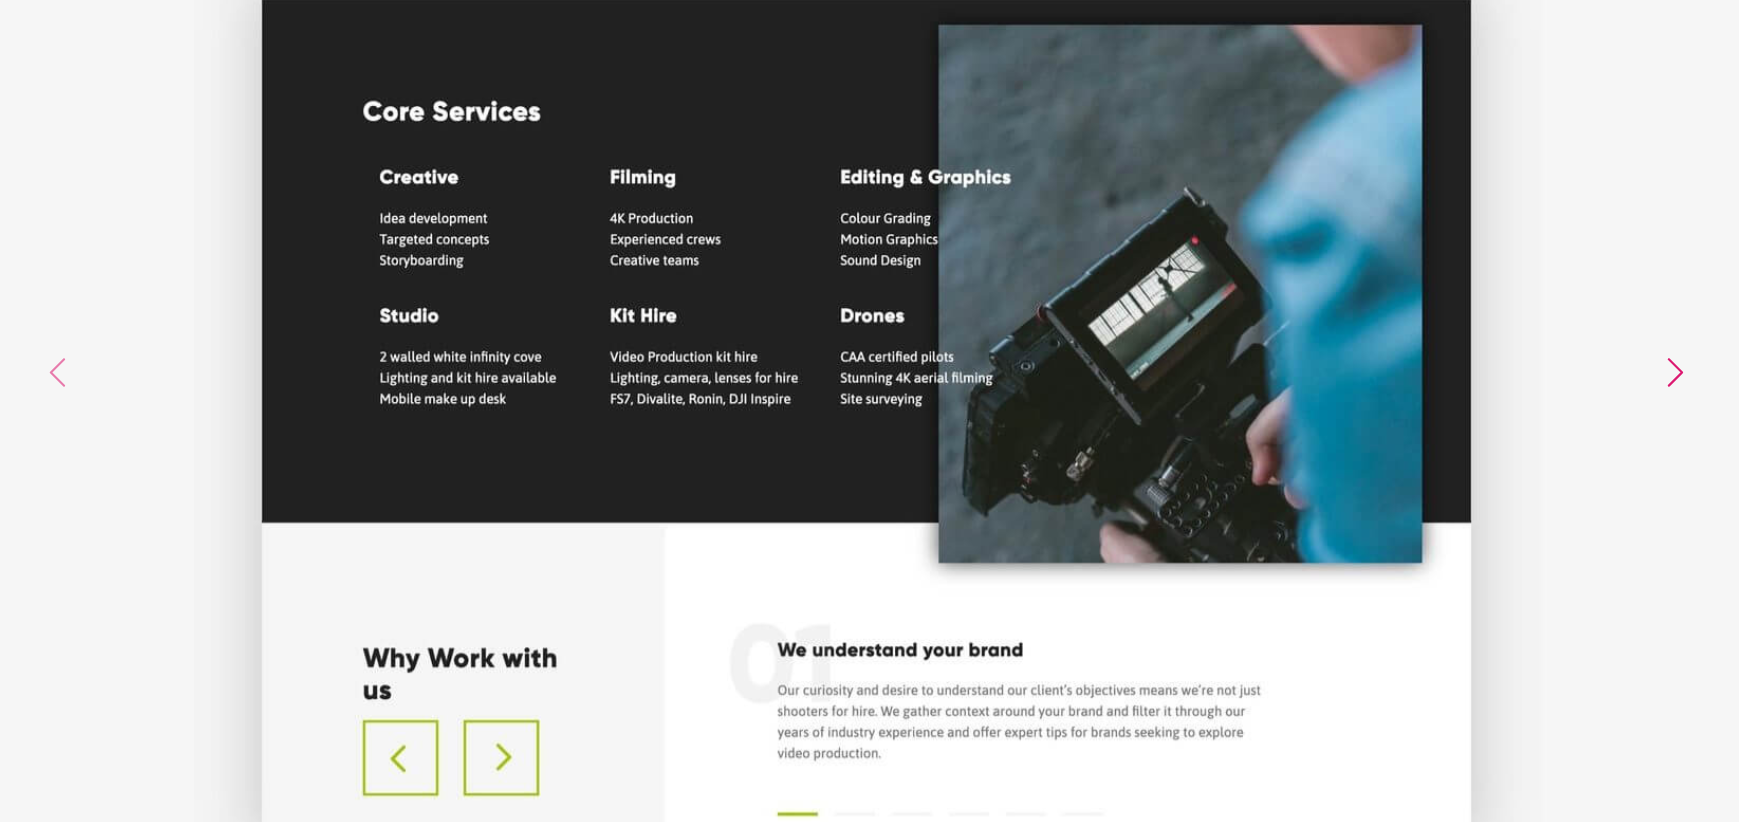 Core Services
Creative
Idea development
Targeted concepts
Storyboarding
Filming
4K Production
Experienced crews
Creative teams
Editing & Graphics
Colour Grading
Motion Graphics
Sound Design
Studio
2 walled white infinity cove
Lighting and kit hire available
Mobile make up desk
Kit Hire
Video Production kit hire
Lighting, camera, lenses for hire
FS7, Divalite, Ronin, DJI Inspire
Drones
CAA certified pilots
Stunning 4K aerial filming
Site surveying
Why Work with
us
01
We understand your brand
Our curiosity and desire to understand our client's objectives means we're not just
shooters for hire. We gather context around your brand and filter it through our
years of industry experience and offer expert tips for brands seeking to explore
video production.